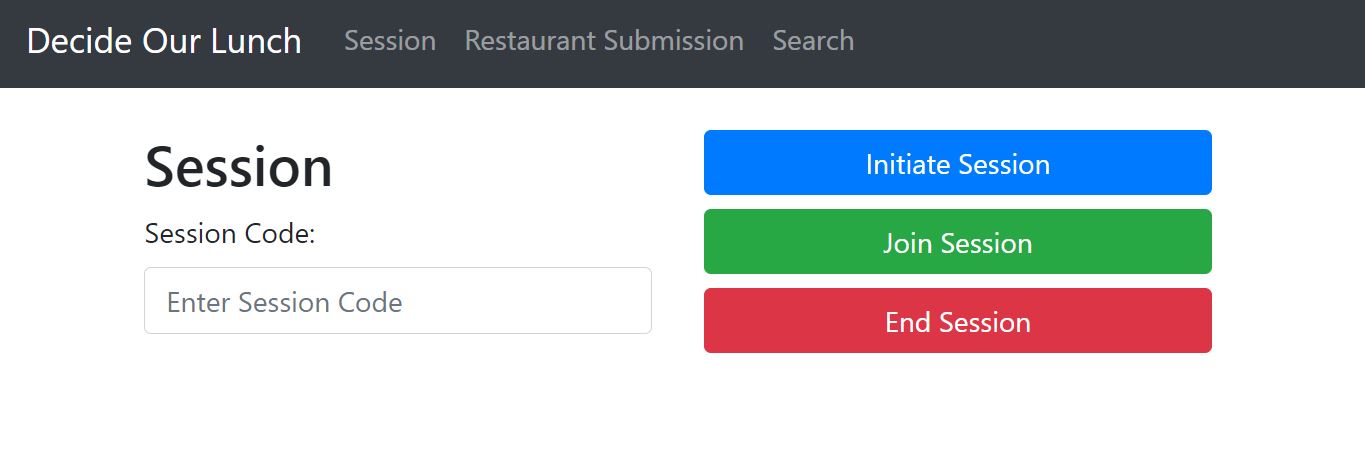 Decide Our Lunch Session Restaurant Submission Search
Session
Session Code:
Enter Session Code
Initiate Session
Join Session
End Session